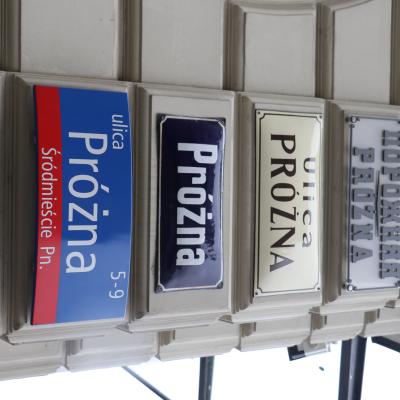 PRÓŻNA
Ulica
PRÓŻNA
Próżna
ulica 5-9
Próżna
Śródmieście Pn.